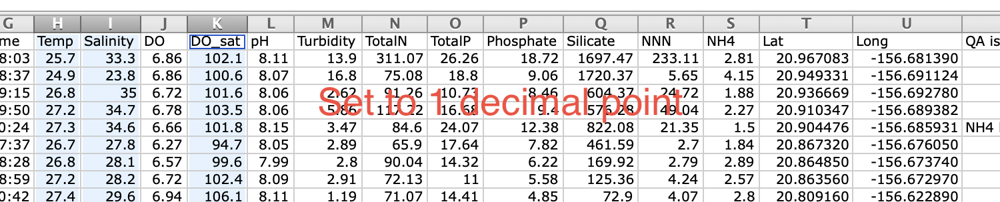 G H I J K L M N O P Q R S T U
me Temp Salinity DO DO_sat pH Turbidity TotalN TotalP Phosphate Silicate NNN NH4 Lat Long QA is
8:03 25.7 33.3 6.86 102.1 8.11 13.9 311.07 26.26 18.72 1697.47 233.11 2.81 20.967083 -156.681390
8:37 24.9 23.8 6.86 100.6 8.07 16.8 75.08 18.8 9.06 1720.37 5.65 4.15 20.949331 -156.691124
9:15 26.8 35 6.72 101.6 8.06 2.62 91.26 10.73 8.46 604.37 24.72 1.88 20.936669 -156.692780
Set to 1 decimal point
9:50 27.2 34.7 6.78 103.5 8.06 9.4 576.28 49.04 2.27 20.910347 -156.689382
0:24 27.3 34.6 6.66 101.8 8.15 3.47 84.6 24.07 12.38 822.08 21.35 1.5 20.904476 -156.685931 NH4
7:37 26.7 27.8 6.27 94.7 8.05 2.89 65.9 17.64 7.82 461.59 2.7 1.84 20.867320 -156.676050
8:28 26.8 28.1 6.57 99.6 7.99 2.8 90.04 14.32 6.22 169.92 2.79 2.89 20.864850 -156.673740
8:59 27.2 28.2 6.72 102.4 8.09 2.91 72.13 11 5.58 125.36 4.24 2.57 20.863560 -156.672970
0:42 27.4 29.6 6.94 106.1 8.11 1.19 71.07 14.41 4.85 72.9 4.07 2.8 20.809160 -156.622890